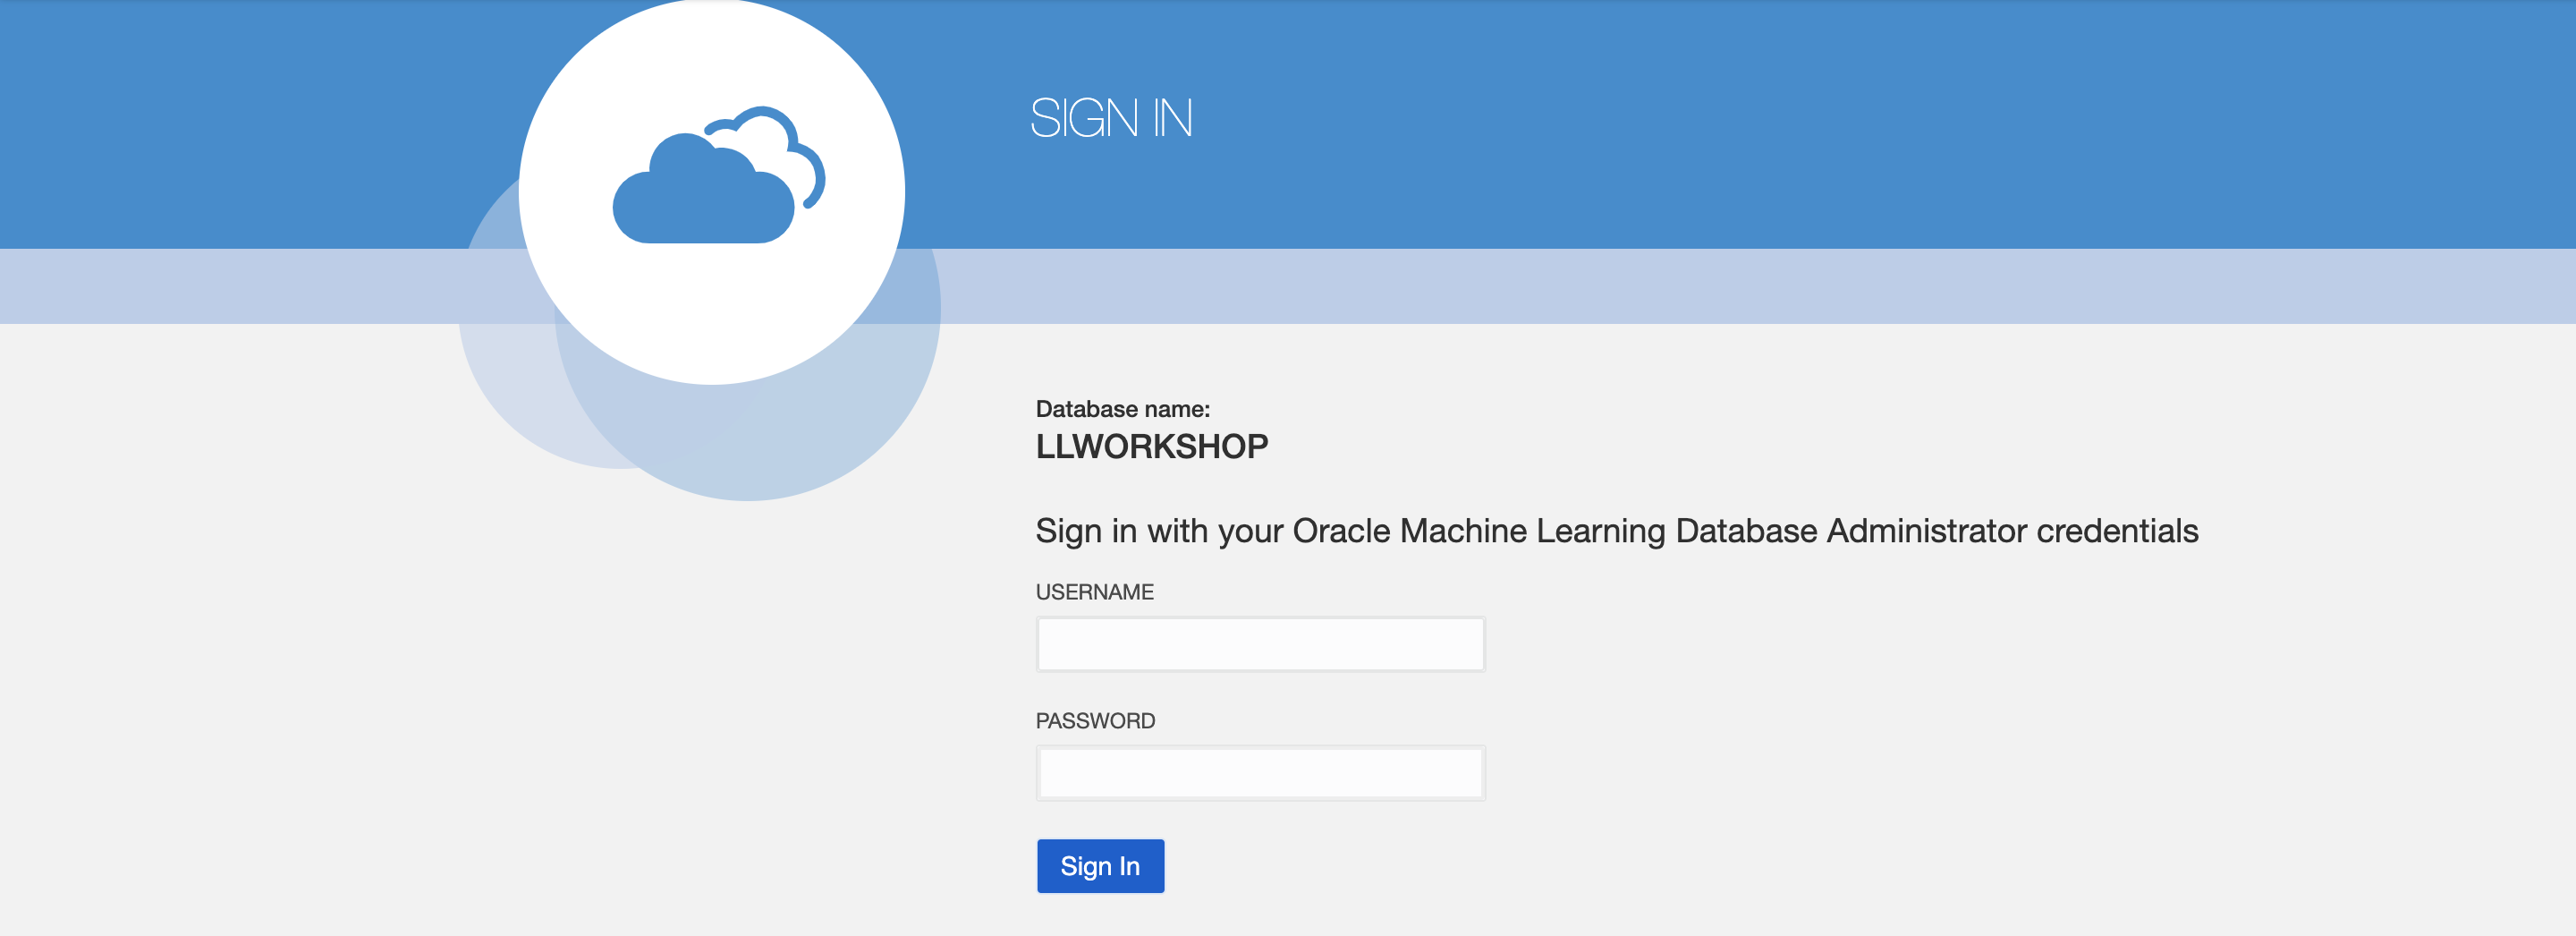 SIGN IN
Database name:
LLWORKSHOP
Sign in with your Oracle Machine Learning Database Administrator credentials
USERNAME
PASSWORD
Sign In